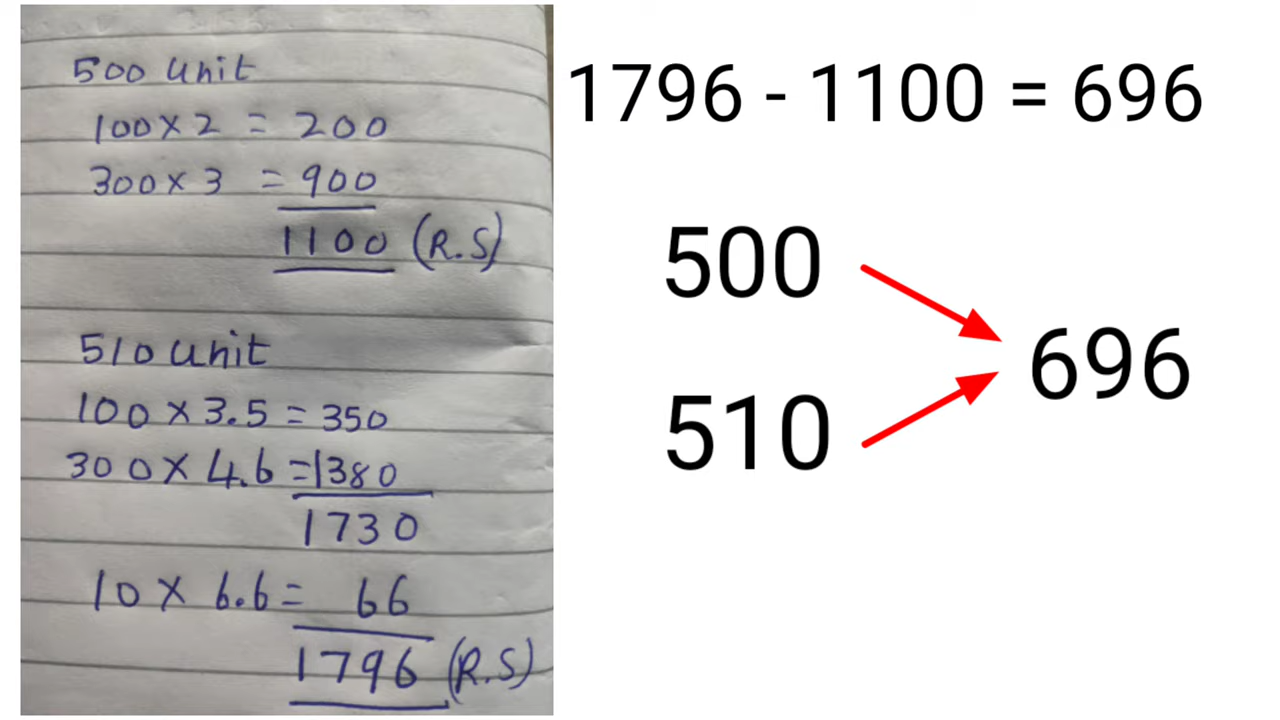 500 unit
100 x 2 = 200
300 x 3 = 900
1100 (R.S)
510 unit
100 x 3.5 = 350
300 x 4.6 = 1380
1730
10 x 6.6 = 66
1796 (R.S)
1796 - 1100 = 696
500
510
696